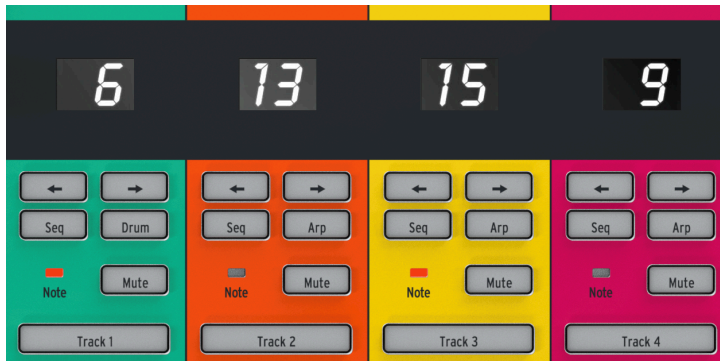 6 13 15 9
← → ← → ← → ← →
Seq Drum Seq Arp Seq Arp Seq Arp
Note Mute Note Mute Note Mute Note Mute
Track 1 Track 2 Track 3 Track 4